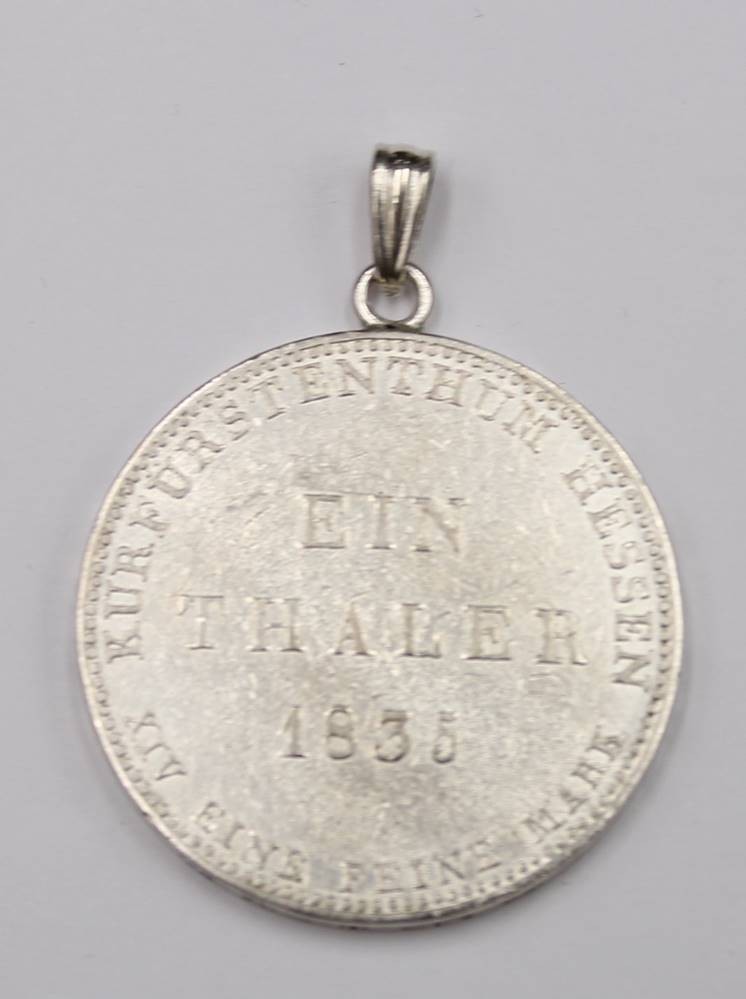 KURFÜRSTENTHUM HESSEN
EIN
THALER
1835
XIV EINE FEINE MARK